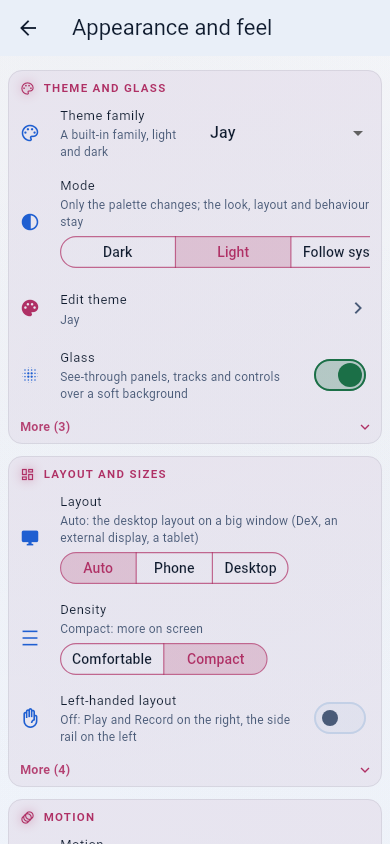 Appearance and feel
THEME AND GLASS
Theme family
A built-in family, light
and dark
Jay
Mode
Only the palette changes; the look, layout and behaviour
stay
Dark
Light
Follow sys
Edit theme
Jay
Glass
See-through panels, tracks and controls
over a soft background
More (3)
LAYOUT AND SIZES
Layout
Auto: the desktop layout on a big window (DeX, an
external display, a tablet)
Auto
Phone
Desktop
Density
Compact: more on screen
Comfortable
Compact
Left-handed layout
Off: Play and Record on the right, the side
rail on the left
More (4)
MOTION
Motion